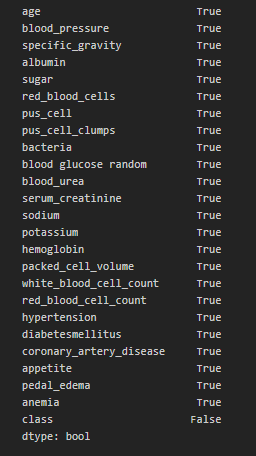 age True
blood_pressure True
specific_gravity True
albumin True
sugar True
red_blood_cells True
pus_cell True
pus_cell_clumps True
bacteria True
blood glucose random True
blood_urea True
serum_creatinine True
sodium True
potassium True
hemoglobin True
packed_cell_volume True
white_blood_cell_count True
red_blood_cell_count True
hypertension True
diabetesmellitus True
coronary_artery_disease True
appetite True
pedal_edema True
anemia True
class False
dtype: bool